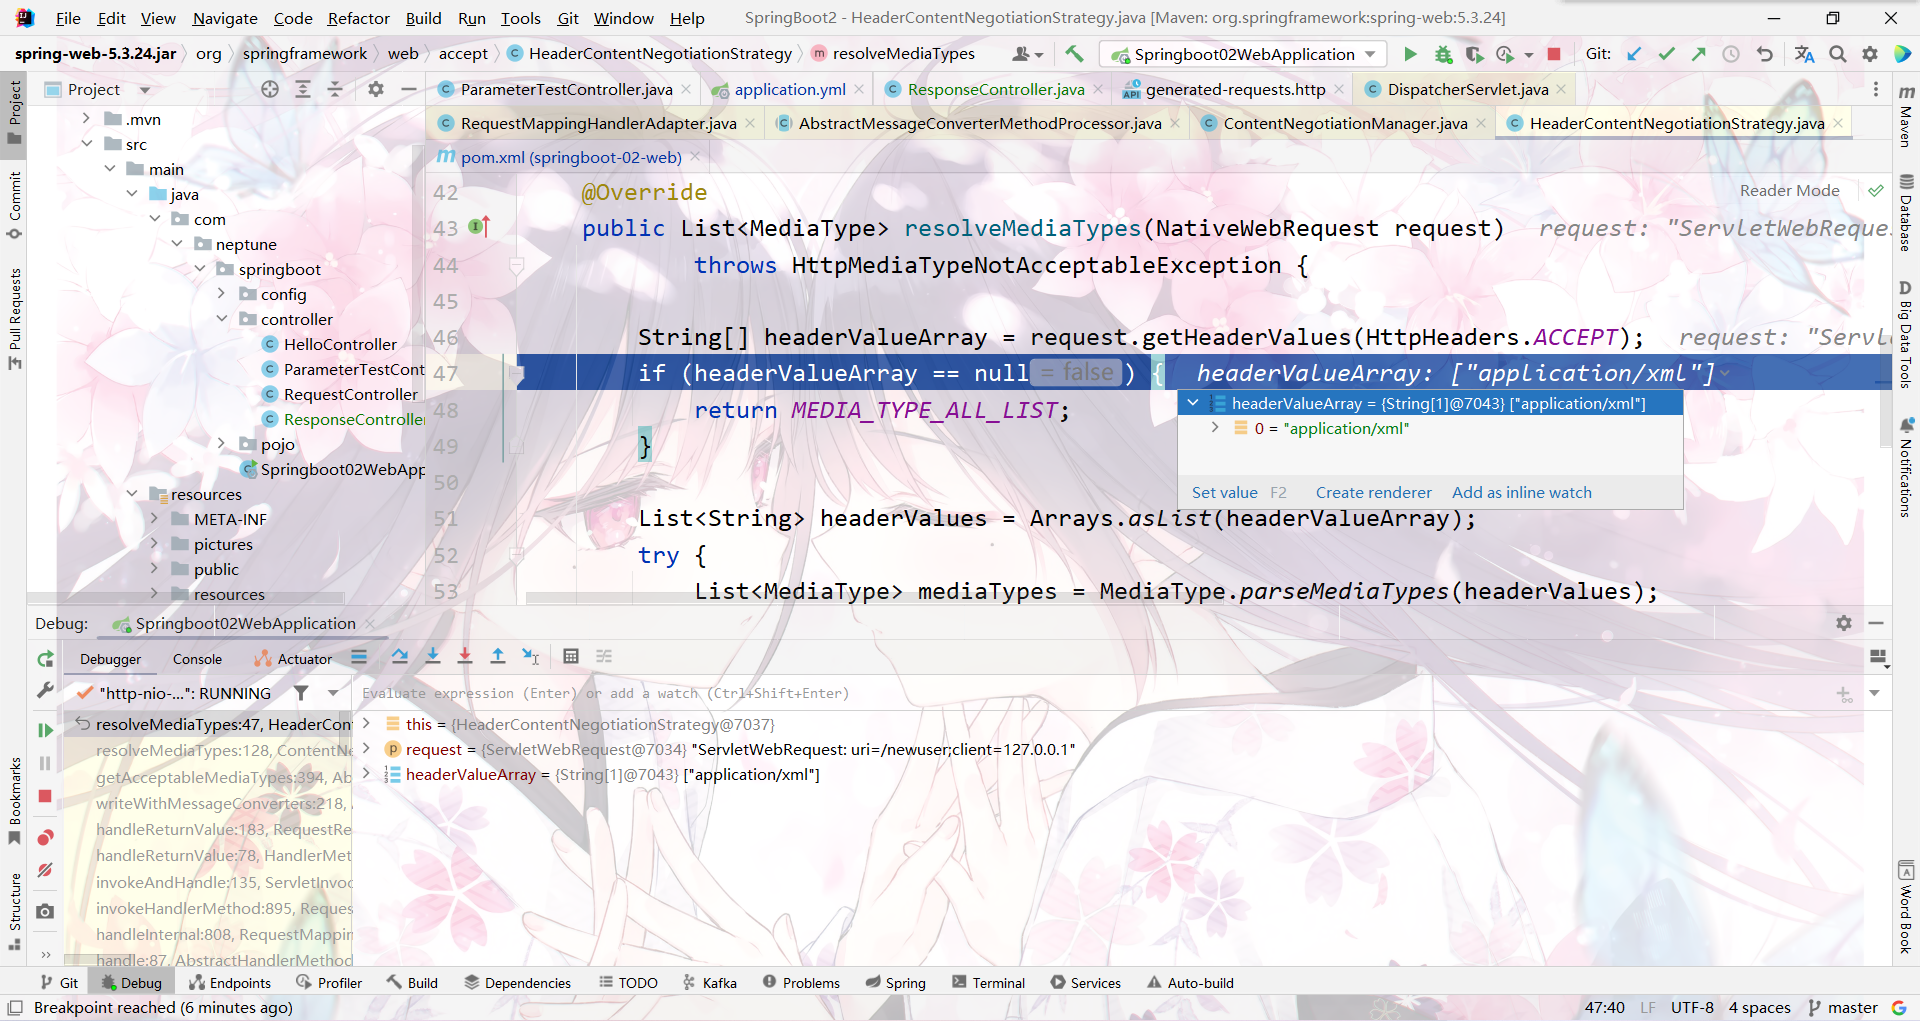 File Edit View Navigate Code Refactor Build Run Tools Git Window Help SpringBoot2 - HeaderContentNegotiationStrategy.java [Maven: org.springframework:spring-web:5.3.24]
spring-web-5.3.24.jar org springframework web accept HeaderContentNegotiationStrategy resolveMediaTypes Springboot02WebApplication Git:
Project
ParameterTestController.java application.yml ResponseController.java generated-requests.http DispatcherServlet.java
RequestMappingHandlerAdapter.java AbstractMessageConverterMethodProcessor.java ContentNegotiationManager.java HeaderContentNegotiationStrategy.java
pom.xml (springboot-02-web)
Project
Commit
Pull Requests
Bookmarks
Structure
.mvn
src
main
java
com
neptune
springboot
config
controller
HelloController
ParameterTestCont
RequestController
ResponseController
pojo
Springboot02WebApp
resources
META-INF
pictures
public
resources
Reader Mode
42 @Override
43 public List<MediaType> resolveMediaTypes(NativeWebRequest request) request: "ServletWebReque
44 throws HttpMediaTypeNotAcceptableException {
45
46 String[] headerValueArray = request.getHeaderValues(HttpHeaders.ACCEPT); request: "Servl
47 if (headerValueArray == null = false ) { headerValueArray: ["application/xml"]
48 return MEDIA_TYPE_ALL_LIST;
49 }
50
51 List<String> headerValues = Arrays.asList(headerValueArray);
52 try {
53 List<MediaType> mediaTypes = MediaType.parseMediaTypes(headerValues);
headerValueArray = {String[1]@7043} ["application/xml"]
0 = "application/xml"
Set value F2 Create renderer Add as inline watch
Maven
Database
Big Data Tools
Notifications
Word Book
Debug: Springboot02WebApplication
Debugger Console Actuator
"http-nio-...": RUNNING
Evaluate expression (Enter) or add a watch (Ctrl+Shift+Enter)
resolveMediaTypes:47, HeaderCont
resolveMediaTypes:128, ContentNe
getAcceptableMediaTypes:394, Ab
writeWithMessageConverters:218,
handleReturnValue:183, RequestRe
handleReturnValue:78, HandlerMet
invokeAndHandle:135, ServletInvoc
invokeHandlerMethod:895, Reques
handleInternal:808, RequestMappin
handle:87, AbstractHandlerMethod
this = {HeaderContentNegotiationStrategy@7037}
request = {ServletWebRequest@7034} "ServletWebRequest: uri=/newuser;client=127.0.0.1"
headerValueArray = {String[1]@7043} ["application/xml"]
Git Debug Endpoints Profiler Build Dependencies TODO Kafka Problems Spring Terminal Services Auto-build
Breakpoint reached (6 minutes ago) 47:40 LF UTF-8 4 spaces master